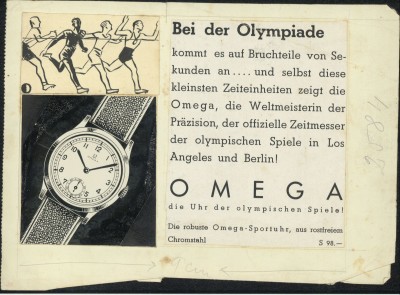 Bei der Olympiade
kommt es auf Bruchteile von Se-
kunden an .... und selbst diese
kleinsten Zeiteinheiten zeigt die
Omega, die Weltmeisterin der
Präzision, der offizielle Zeitmesser
der olympischen Spiele in Los
Angeles und Berlin!
OMEGA
die Uhr der olympischen Spiele!
Die robuste Omega-Sportuhr, aus rostfreiem
Chromstahl S 98.—